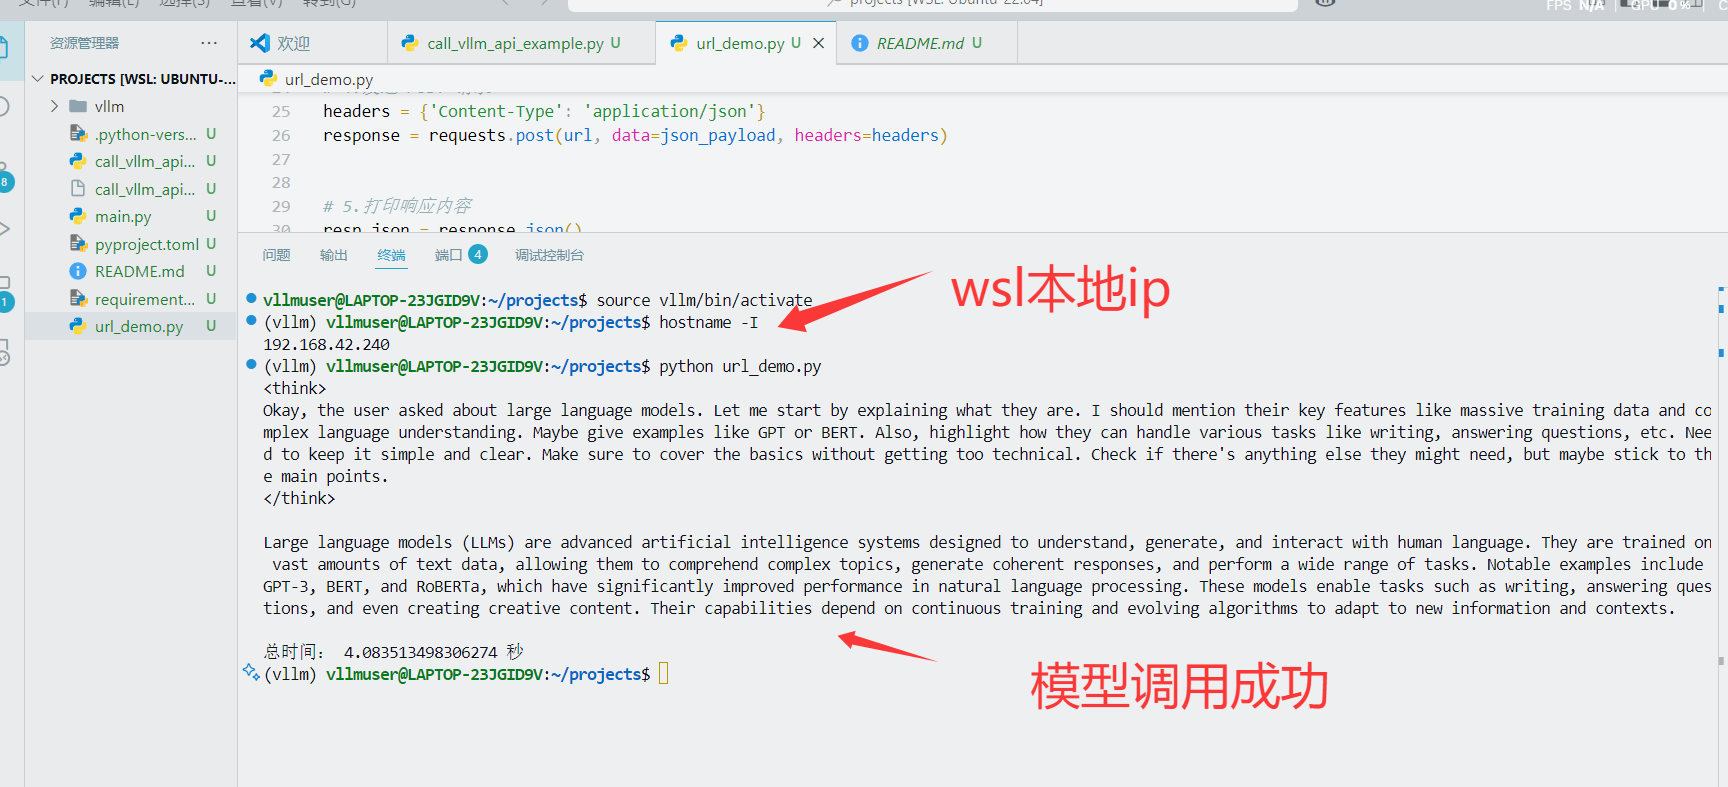 文件(F) 编辑(E) 选择(S) 查看(V) 转到(G)
projects [WSL: Ubuntu-22.04]
FPS N/A GPU 0%
资源管理器 ···
欢迎
call_vllm_api_example.py U
url_demo.py U
README.md U
PROJECTS [WSL: UBUNTU-...
url_demo.py
vllm
.python-vers... U
call_vllm_api... U
call_vllm_api... U
main.py U
pyproject.toml U
README.md U
requirement... U
url_demo.py U
8
1
25 headers = {'Content-Type': 'application/json'}
26 response = requests.post(url, data=json_payload, headers=headers)
27
28
29 # 5.打印响应内容
30 resp_json = response.json()
问题 输出 终端 端口 4 调试控制台
vllmuser@LAPTOP-23JGID9V:~/projects$ source vllm/bin/activate
(vllm) vllmuser@LAPTOP-23JGID9V:~/projects$ hostname -I
192.168.42.240
(vllm) vllmuser@LAPTOP-23JGID9V:~/projects$ python url_demo.py
<think>
Okay, the user asked about large language models. Let me start by explaining what they are. I should mention their key features like massive training data and co
mplex language understanding. Maybe give examples like GPT or BERT. Also, highlight how they can handle various tasks like writing, answering questions, etc. Nee
d to keep it simple and clear. Make sure to cover the basics without getting too technical. Check if there's anything else they might need, but maybe stick to th
e main points.
</think>
Large language models (LLMs) are advanced artificial intelligence systems designed to understand, generate, and interact with human language. They are trained on
vast amounts of text data, allowing them to comprehend complex topics, generate coherent responses, and perform a wide range of tasks. Notable examples include
GPT-3, BERT, and RoBERTa, which have significantly improved performance in natural language processing. These models enable tasks such as writing, answering ques
tions, and even creating creative content. Their capabilities depend on continuous training and evolving algorithms to adapt to new information and contexts.
总时间： 4.083513498306274 秒
(vllm) vllmuser@LAPTOP-23JGID9V:~/projects$
wsl本地ip
模型调用成功